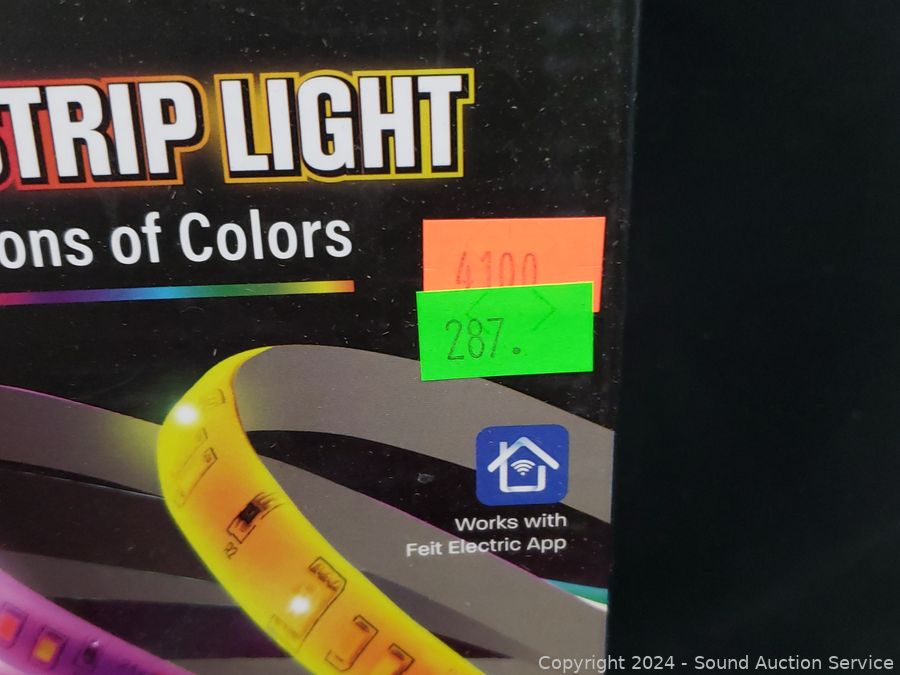 STRIP LIGHT
ons of Colors
4100
287.
Works with
Feit Electric App
Copyright 2024 - Sound Auction Service